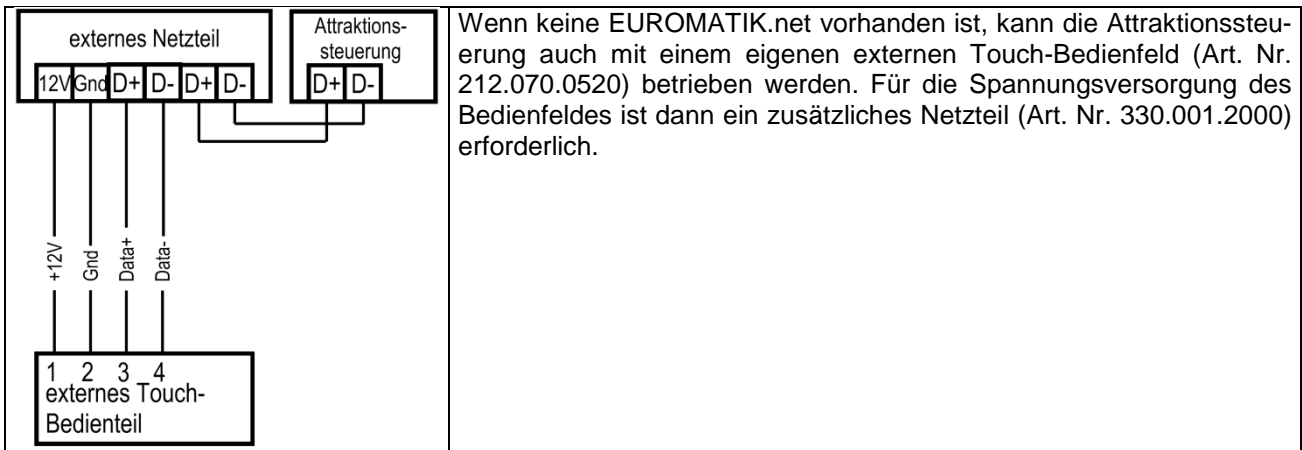 externes Netzteil
12V Gnd D+ D- D+ D-
Attraktions-
steuerung
D+ D-
+12V
Gnd
Data+
Data-
1 2 3 4
externes Touch-
Bedienteil
Wenn keine EUROMATIK.net vorhanden ist, kann die Attraktionssteu-
erung auch mit einem eigenen externen Touch-Bedienfeld (Art. Nr.
212.070.0520) betrieben werden. Für die Spannungsversorgung des
Bedienfeldes ist dann ein zusätzliches Netzteil (Art. Nr. 330.001.2000)
erforderlich.